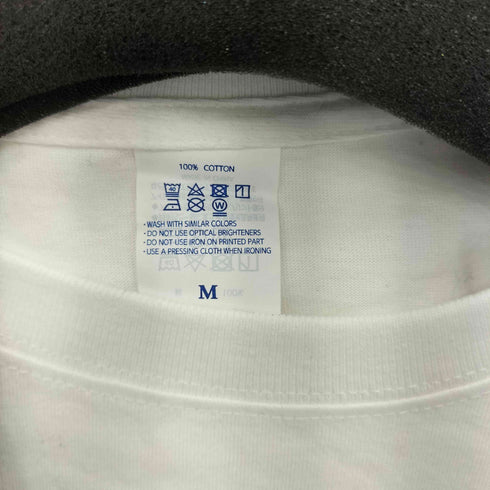 100% COTTON
40
W
· WASH WITH SIMILAR COLORS
· DO NOT USE OPTICAL BRIGHTENERS
· DO NOT USE IRON ON PRINTED PART
· USE A PRESSING CLOTH WHEN IRONING
M